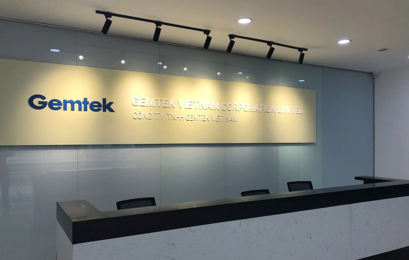 Gemtek
GEMTEK VIETNAM CORPORATION LIMITED
CÔNG TY TNHH GEMTEK VIỆT NAM